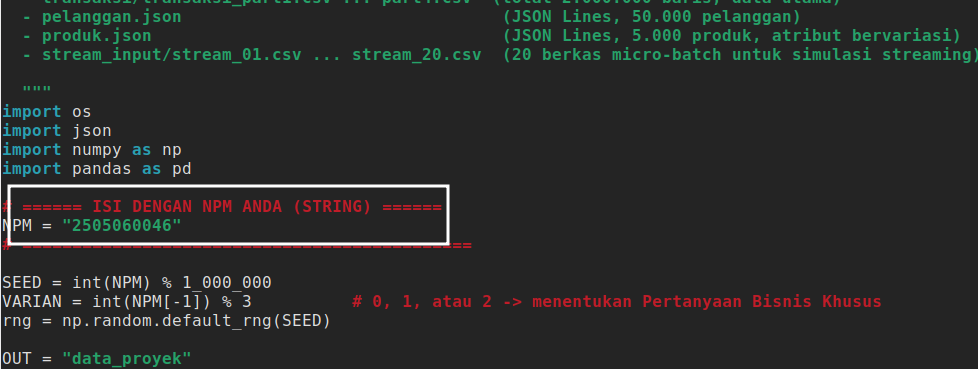 - pelanggan.json (JSON Lines, 50.000 pelanggan)
- produk.json (JSON Lines, 5.000 produk, atribut bervariasi)
- stream_input/stream_01.csv ... stream_20.csv (20 berkas micro-batch untuk simulasi streaming)
"""
import os
import json
import numpy as np
import pandas as pd
# ====== ISI DENGAN NPM ANDA (STRING) ======
NPM = "2505060046"
# =============================================
SEED = int(NPM) % 1_000_000
VARIAN = int(NPM[-1]) % 3 # 0, 1, atau 2 -> menentukan Pertanyaan Bisnis Khusus
rng = np.random.default_rng(SEED)
OUT = "data_proyek"